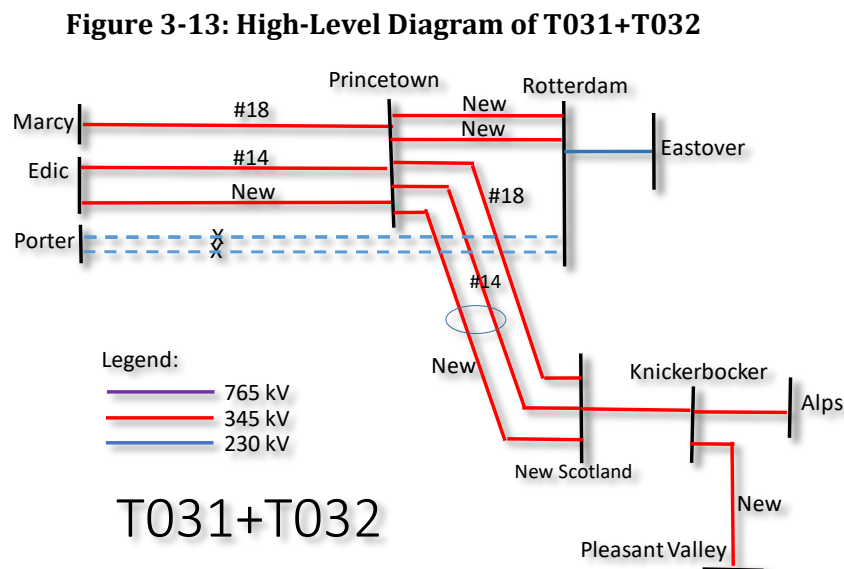 Figure 3-13: High-Level Diagram of T031+T032
Princetown
Rotterdam
Marcy
#18
New
New
Eastover
Edic
#14
New
#18
Porter
X
X
#14
New
Legend:
765 kV
345 kV
230 kV
Knickerbocker
Alps
New Scotland
New
T031+T032
Pleasant Valley